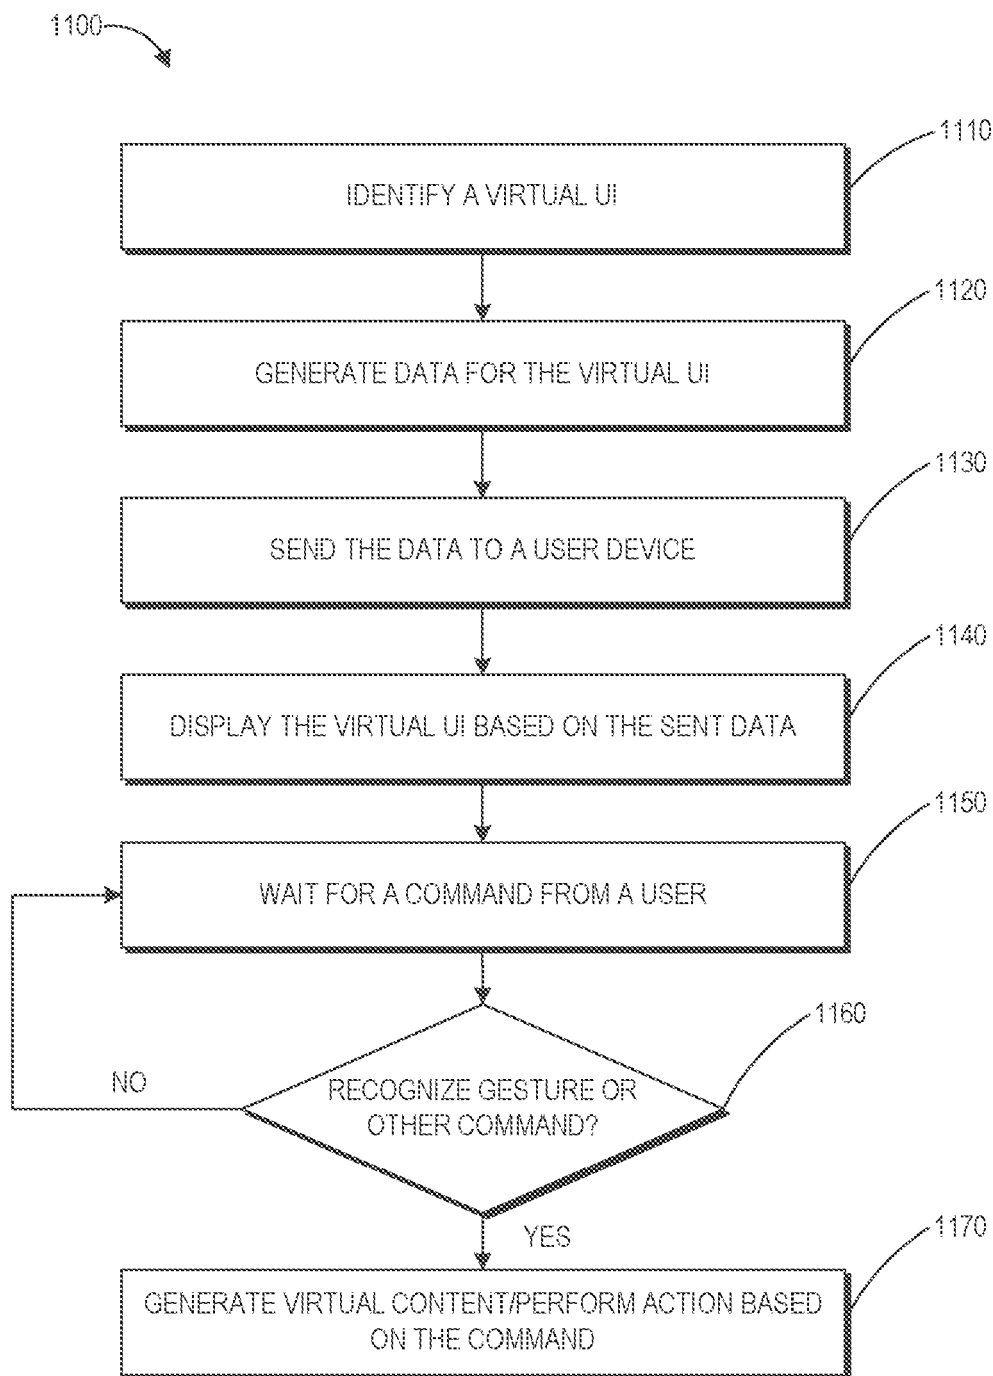 1100
1110
IDENTIFY A VIRTUAL UI
1120
GENERATE DATA FOR THE VIRTUAL UI
1130
SEND THE DATA TO A USER DEVICE
1140
DISPLAY THE VIRTUAL UI BASED ON THE SENT DATA
1150
WAIT FOR A COMMAND FROM A USER
1160
NO
RECOGNIZE GESTURE OR
OTHER COMMAND?
YES
1170
GENERATE VIRTUAL CONTENT/PERFORM ACTION BASED
ON THE COMMAND